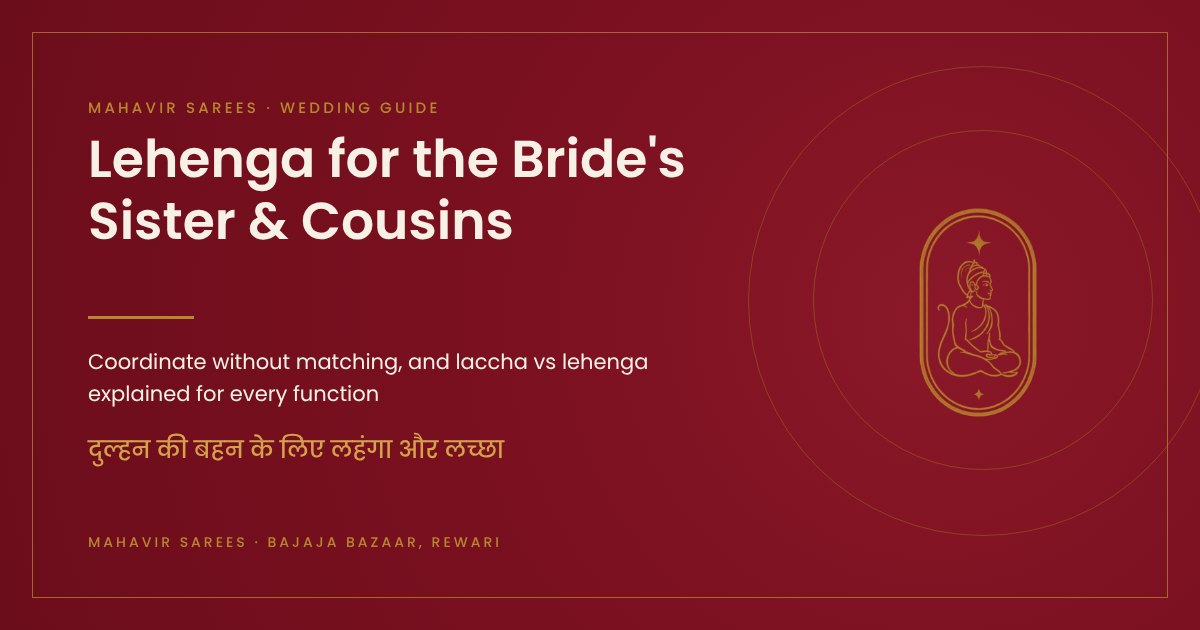 MAHAVIR SAREES · WEDDING GUIDE
Lehenga for the Bride's
Sister & Cousins
Coordinate without matching, and laccha vs lehenga
explained for every function
दुल्हन की बहन के लिए लहंगा और लच्छा
MAHAVIR SAREES · BAJAJA BAZAAR, REWARI